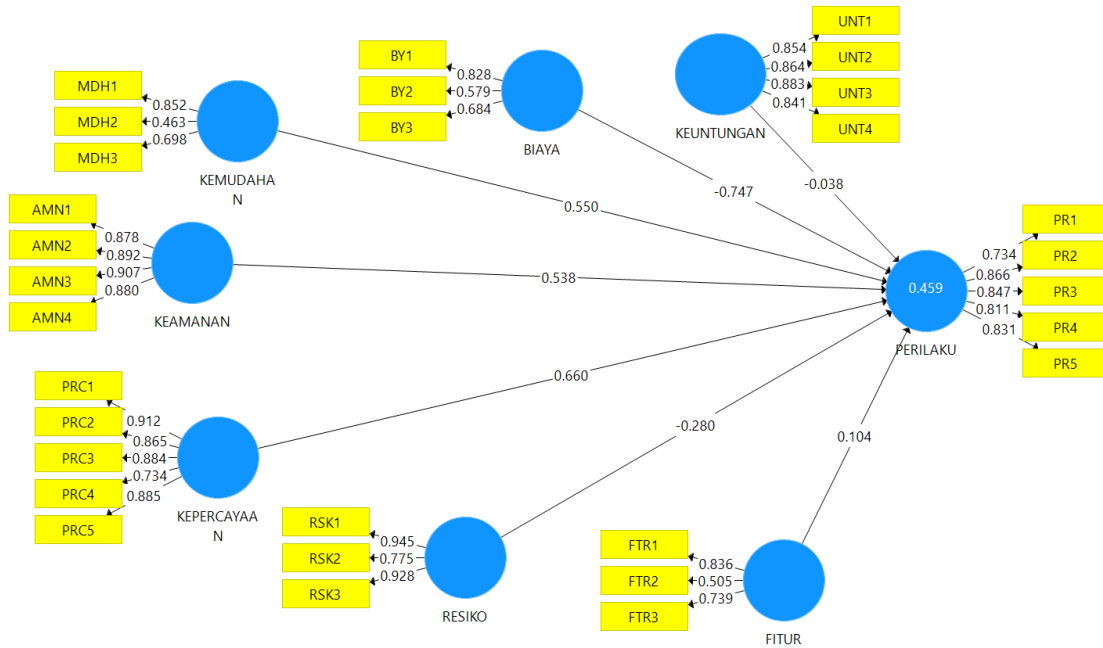 UNT1
0.854
UNT2
0.864
UNT3
0.883
UNT4
0.841
KEUNTUNGAN
BY1
0.828
BY2
0.579
BY3
0.684
BIAYA
MDH1
0.852
MDH2
0.463
MDH3
0.698
KEMUDAHA
N
-0.038
-0.747
0.550
AMN1
0.878
AMN2
0.892
AMN3
0.907
AMN4
0.880
KEAMANAN
0.538
PR1
0.734
PR2
0.866
PR3
0.847
PR4
0.811
PR5
0.831
0.459
PERILAKU
PRC1
0.912
PRC2
0.865
PRC3
0.884
PRC4
0.734
PRC5
0.885
KEPERCAYAA
N
0.660
-0.280
0.104
RSK1
0.945
RSK2
0.775
RSK3
0.928
RESIKO
FTR1
0.836
FTR2
0.505
FTR3
0.739
FITUR